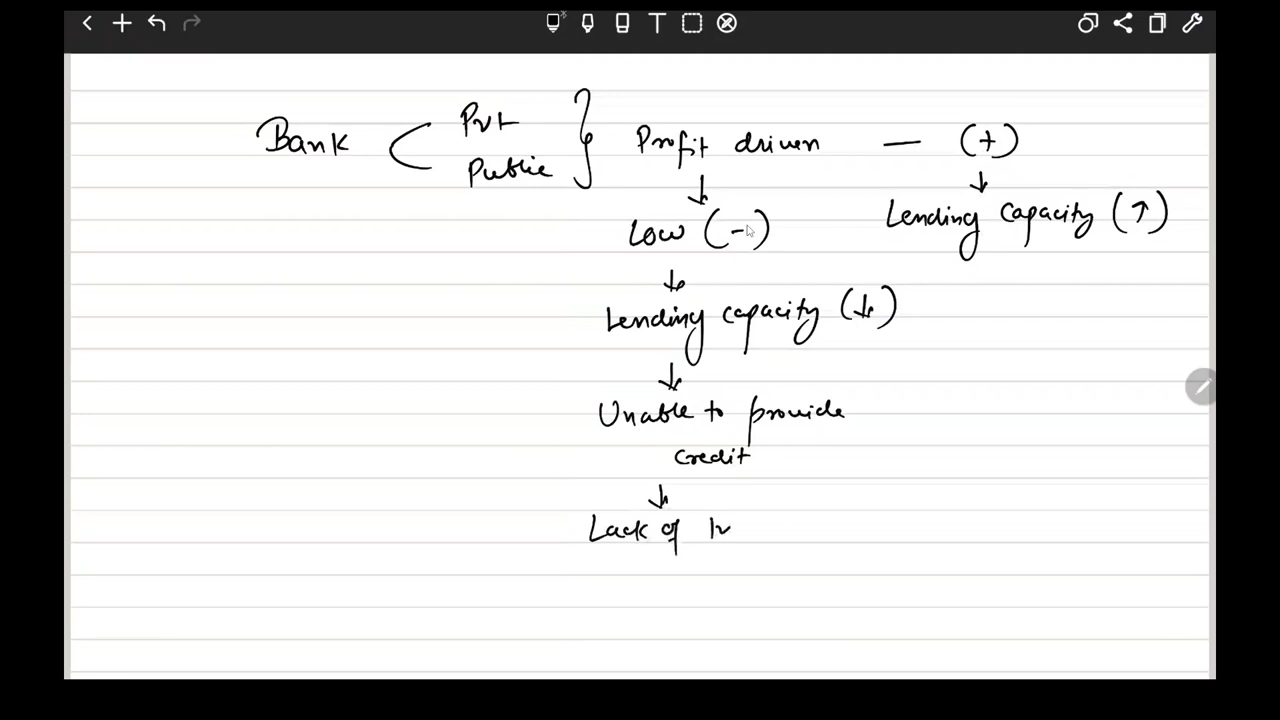 Pvt
Bank Profit driven — (+)
Public
↓ ↓
Low (-) Lending capacity (↑)
↓
Lending capacity (↓)
↓
Unable to provide
credit
↓
Lack of